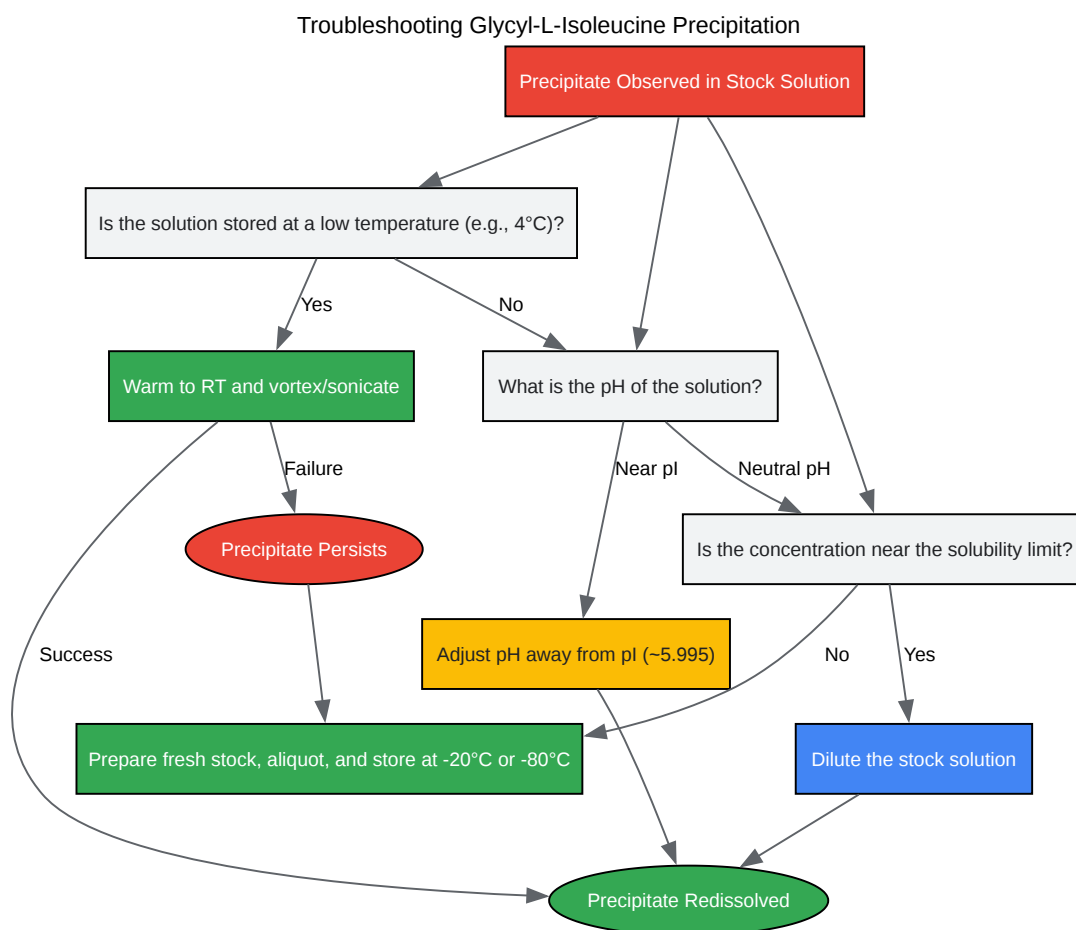 Troubleshooting Glycyl-L-Isoleucine Precipitation
Precipitate Observed in Stock Solution
Is the solution stored at a low temperature (e.g., 4°C)?
Yes
No
Warm to RT and vortex/sonicate
What is the pH of the solution?
Failure
Near pI
Neutral pH
Precipitate Persists
Is the concentration near the solubility limit?
Success
Adjust pH away from pI (~5.995)
No
Yes
Prepare fresh stock, aliquot, and store at -20°C or -80°C
Dilute the stock solution
Precipitate Redissolved